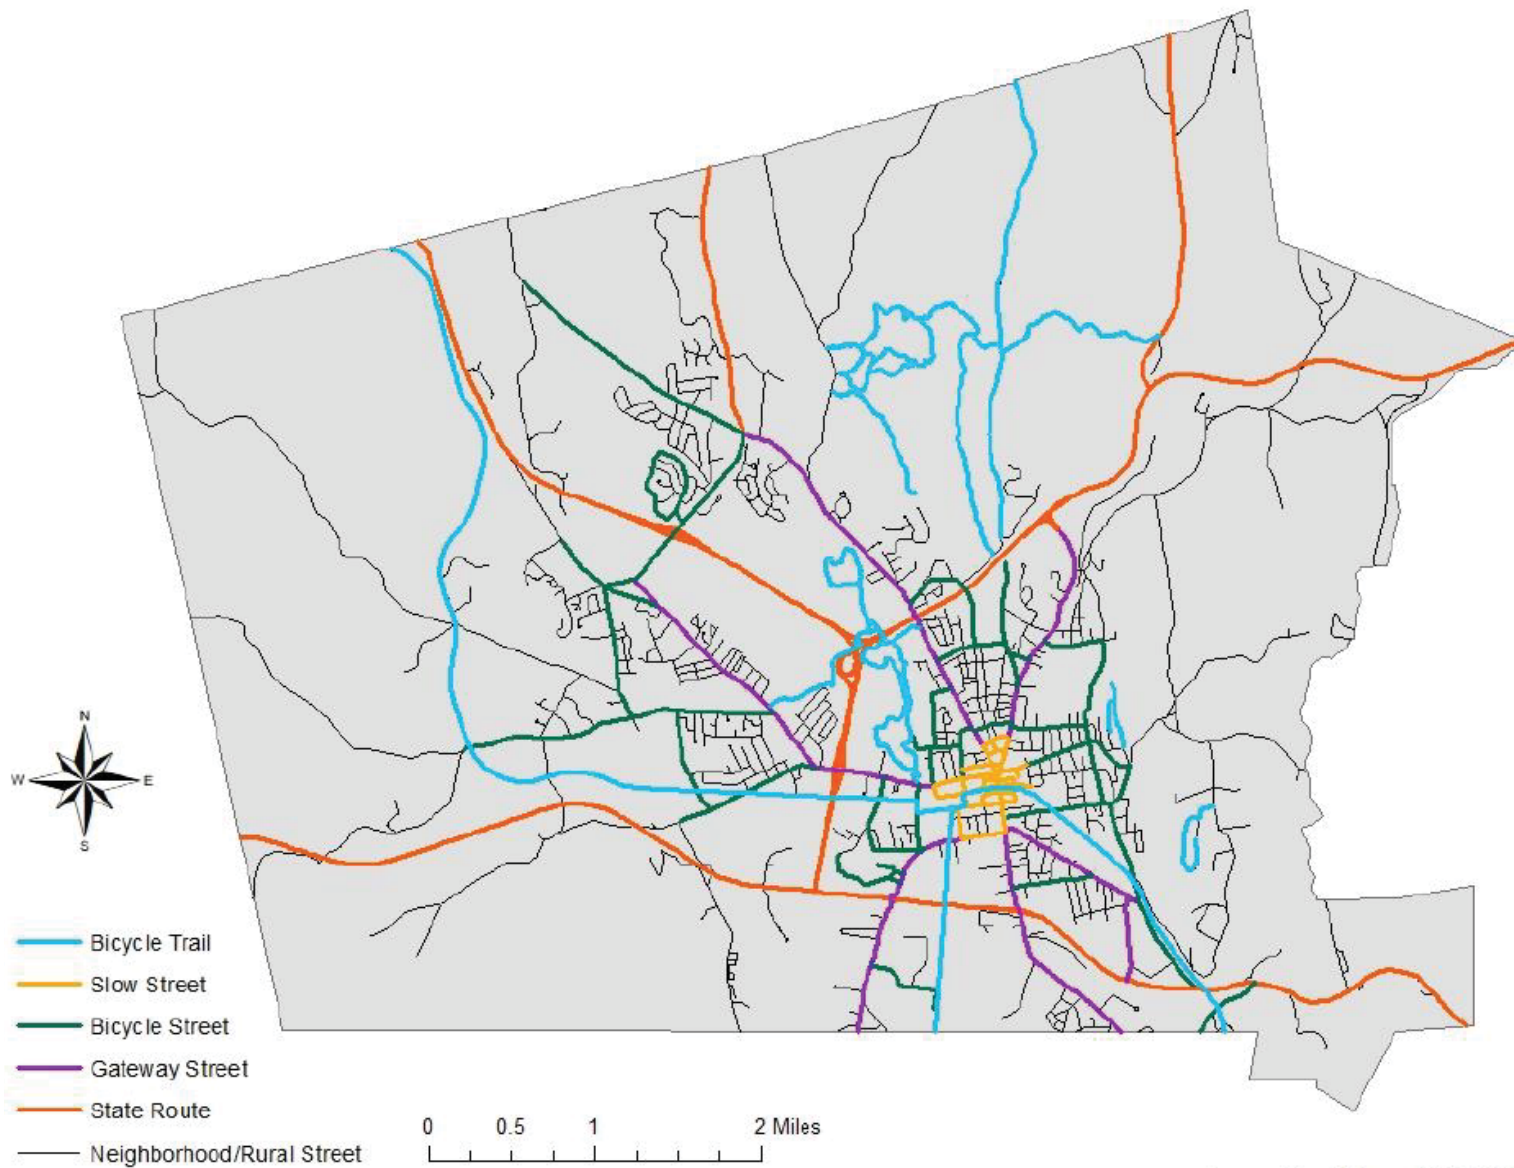 N
W
E
S
Bicycle Trail
Slow Street
Bicycle Street
Gateway Street
State Route
Neighborhood/Rural Street
0 0.5 1 2 Miles